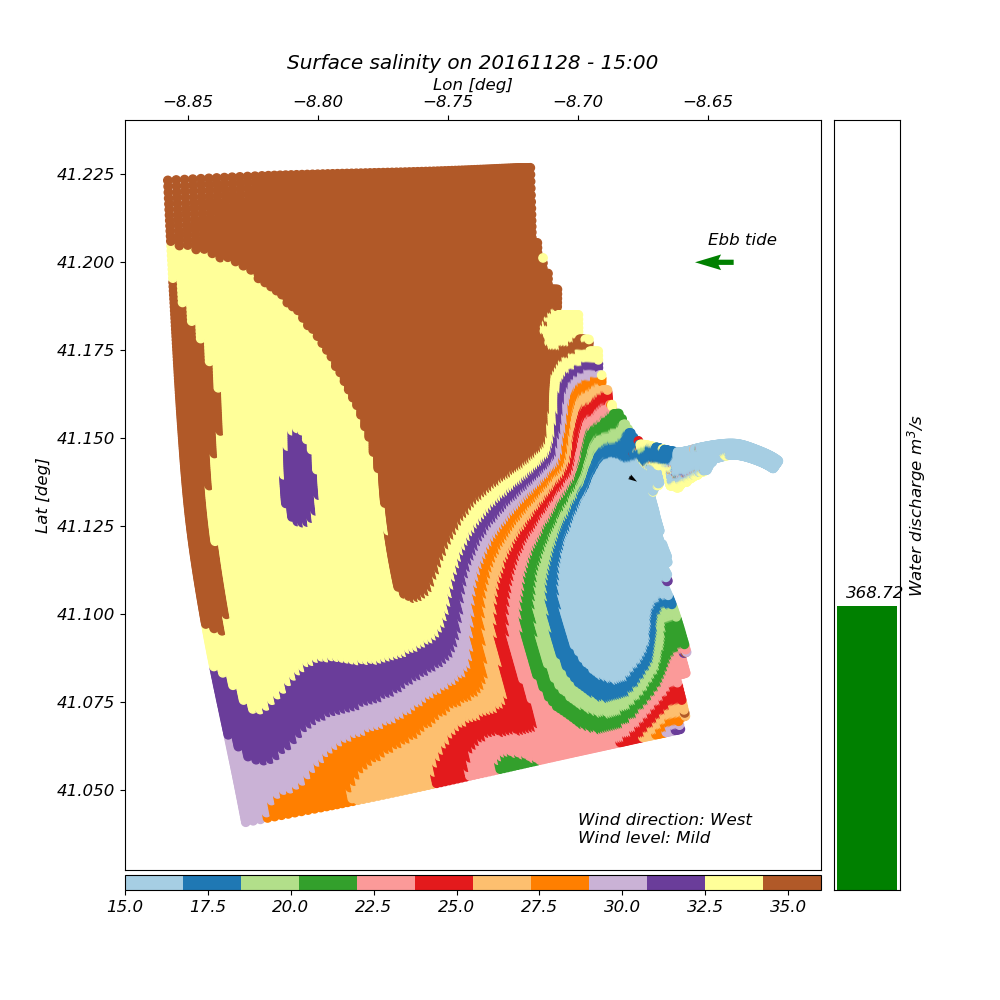 Surface salinity on 20161128 - 15:00
Lon [deg]
−8.85 −8.80 −8.75 −8.70 −8.65
41.225
41.200
41.175
41.150
41.125
41.100
41.075
41.050
Lat [deg]
Ebb tide
Wind direction: West
Wind level: Mild
368.72
Water discharge m³/s
15.0 17.5 20.0 22.5 25.0 27.5 30.0 32.5 35.0